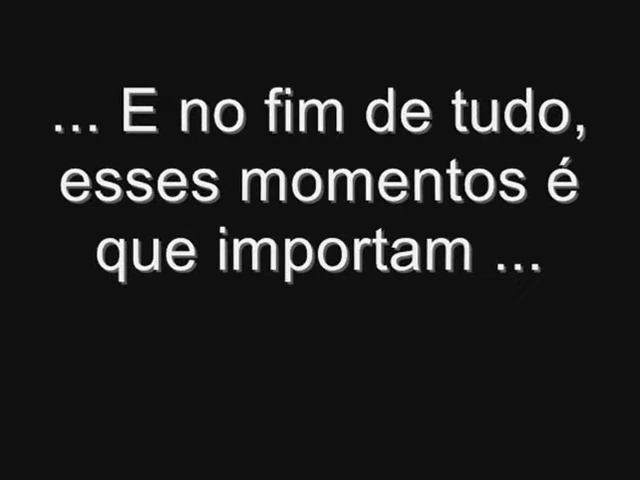 ... E no fim de tudo,
esses momentos é
que importam ...